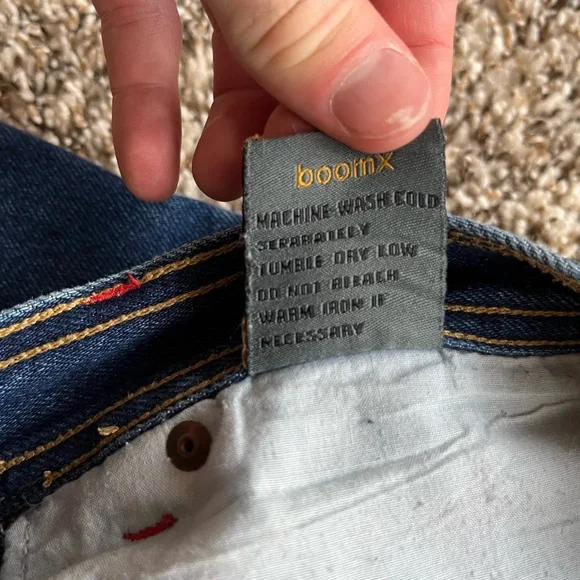 boomx
MACHINE WASH COLD
SEPARATELY
TUMBLE DRY LOW
DO NOT BLEACH
WARM IRON IF
NECESSARY